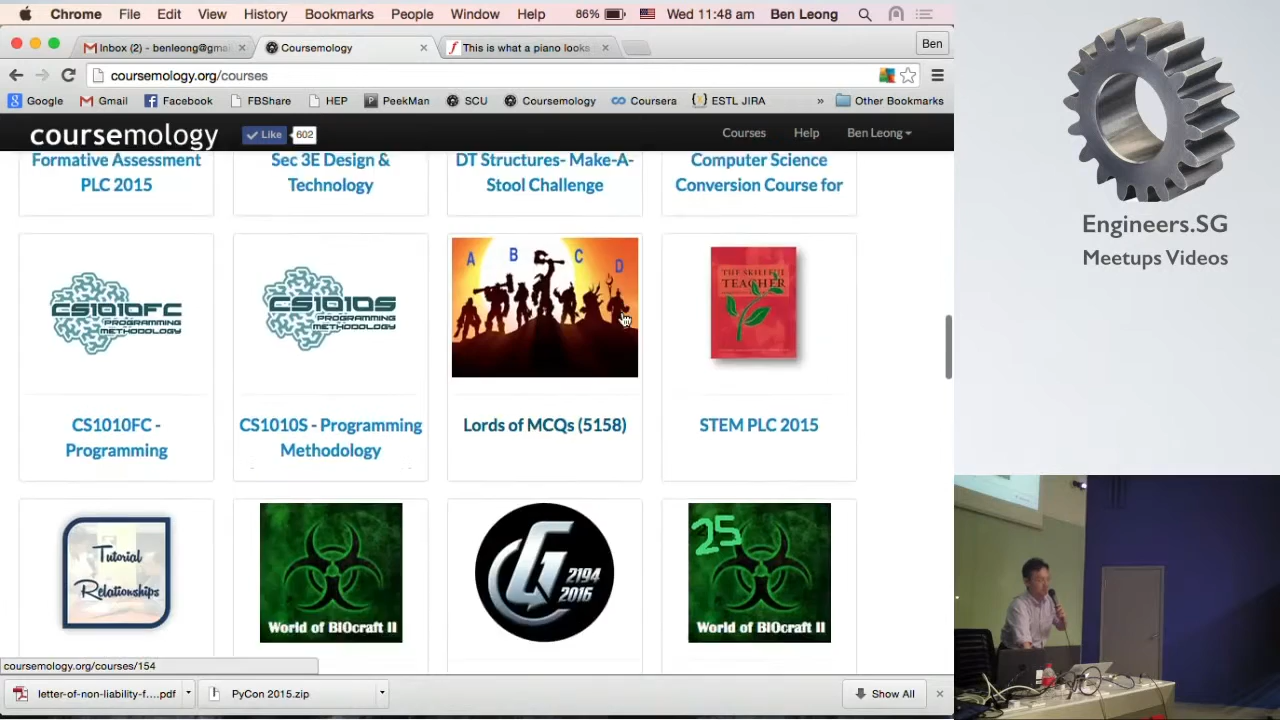 Chrome File Edit View History Bookmarks People Window Help 86% Wed 11:48 am Ben Leong
Inbox (2) - benleong@gmai
Coursemology
This is what a piano looks
Ben
coursemology.org/courses
Google Gmail Facebook FBShare HEP PeekMan SCU Coursemology Coursera ESTL JIRA » Other Bookmarks
coursemology Like 602 Courses Help Ben Leong
Formative Assessment
PLC 2015
Sec 3E Design &
Technology
DT Structures- Make-A-
Stool Challenge
Computer Science
Conversion Course for
CS1010FC
PROGRAMMING
METHODOLOGY
CS1010S
PROGRAMMING
METHODOLOGY
A B C D
THE SKILLFUL
TEACHER
CS1010FC -
Programming
CS1010S - Programming
Methodology
Lords of MCQs (5158)
STEM PLC 2015
Tutorial
Relationships
World of BIOcraft II
G
2194
2016
25
World of BIOcraft II
coursemology.org/courses/154
letter-of-non-liability-f....pdf
PyCon 2015.zip
Show All
Engineers.SG
Meetups Videos